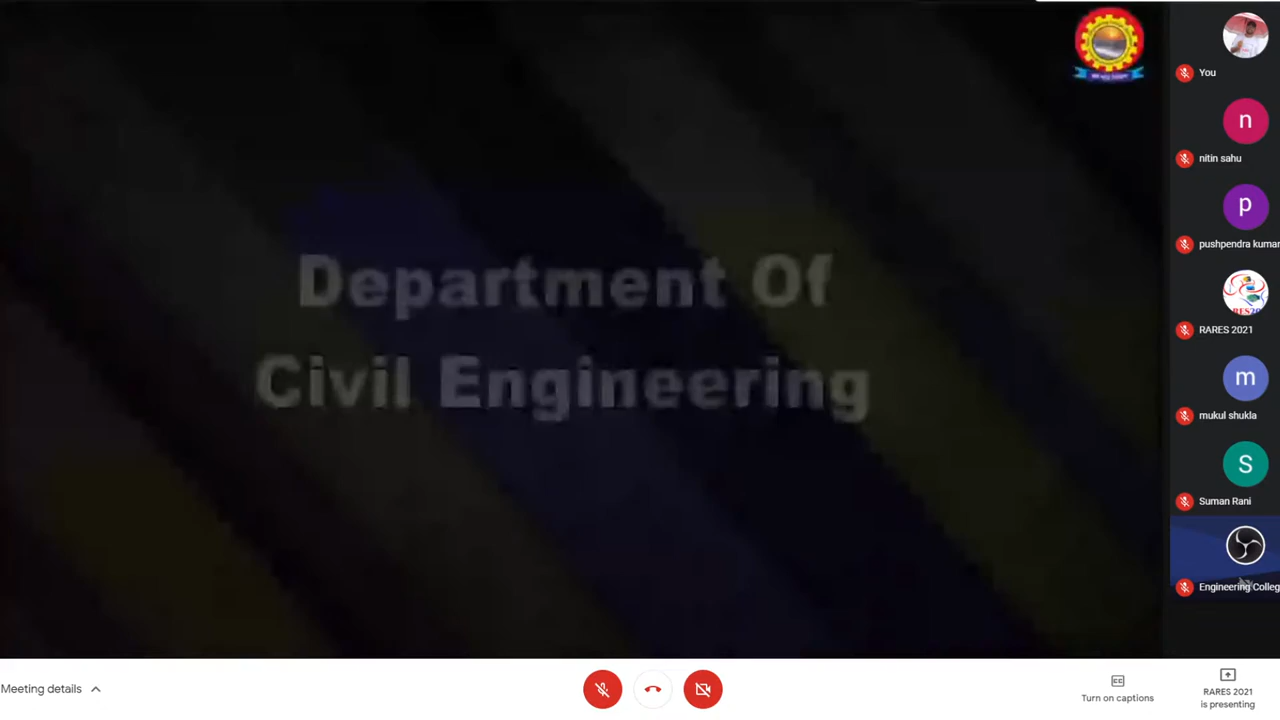 Department Of
Civil Engineering
You
n
nitin sahu
p
pushpendra kumar
RARES 2021
m
mukul shukla
S
Suman Rani
Engineering Colleg
Meeting details
CC
Turn on captions
RARES 2021
is presenting